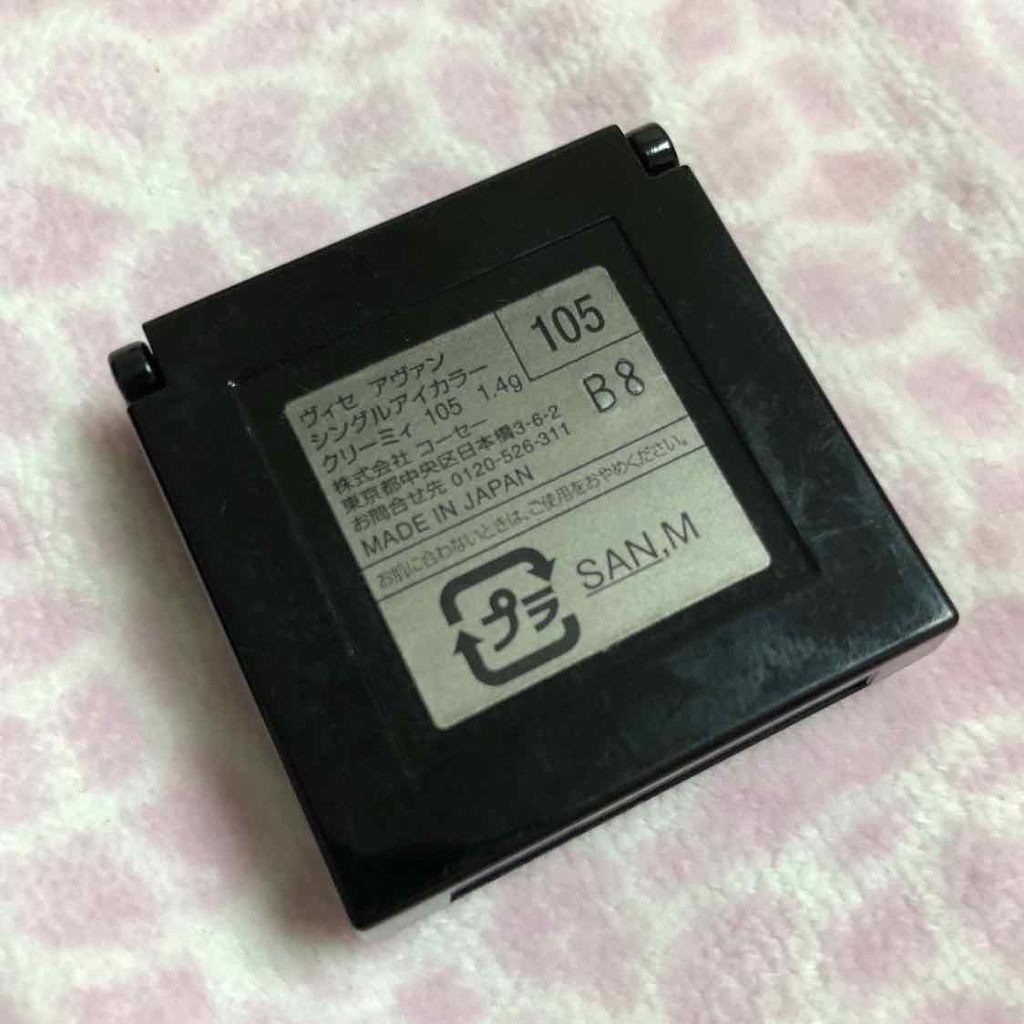 ヴィセ アヴァン
シングルアイカラー
クリーミィ 105 1.4g
105
株式会社 コーセー
東京都中央区日本橋3-6-2
お問合せ先 0120-526-311
MADE IN JAPAN
B8
お肌に合わないときは、ご使用をおやめください。
プラ
SAN,M